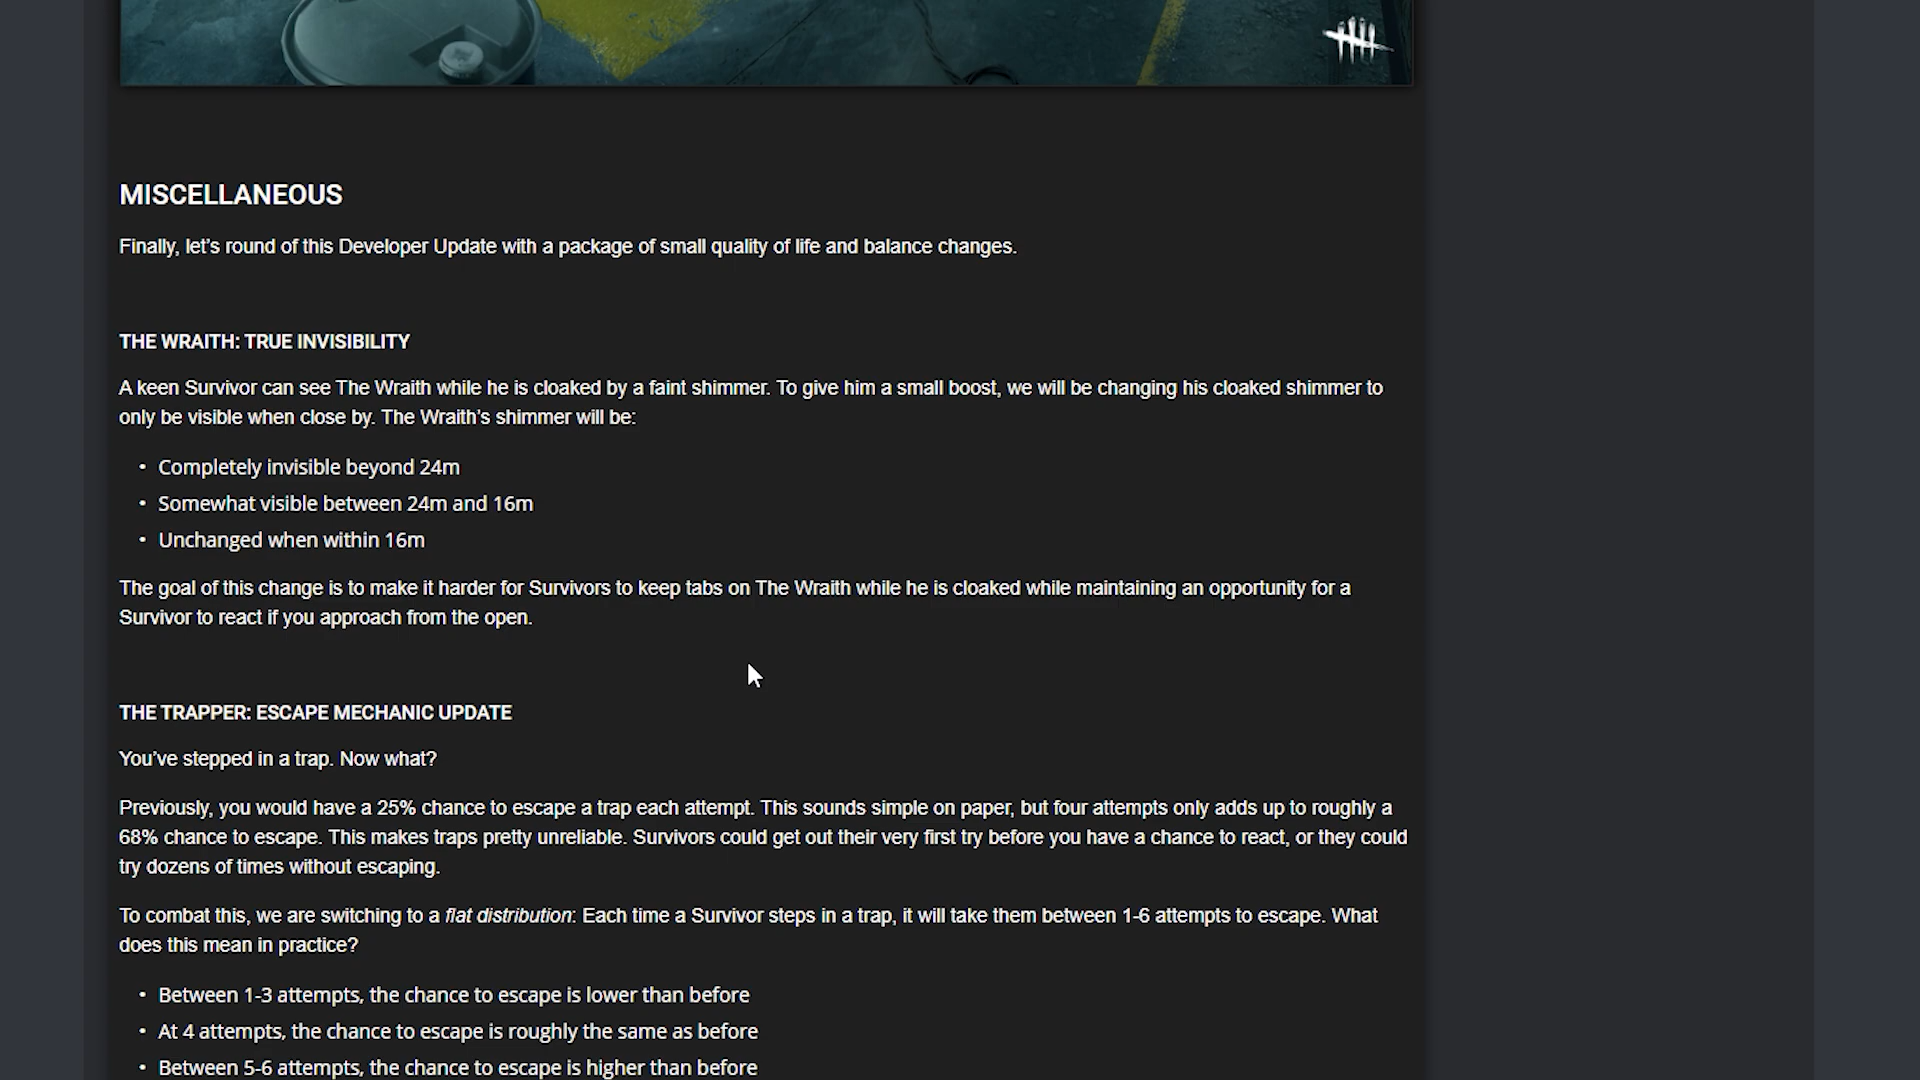 MISCELLANEOUS
Finally, let’s round of this Developer Update with a package of small quality of life and balance changes.
THE WRAITH: TRUE INVISIBILITY
A keen Survivor can see The Wraith while he is cloaked by a faint shimmer. To give him a small boost, we will be changing his cloaked shimmer to
only be visible when close by. The Wraith’s shimmer will be:
• Completely invisible beyond 24m
• Somewhat visible between 24m and 16m
• Unchanged when within 16m
The goal of this change is to make it harder for Survivors to keep tabs on The Wraith while he is cloaked while maintaining an opportunity for a
Survivor to react if you approach from the open.
THE TRAPPER: ESCAPE MECHANIC UPDATE
You’ve stepped in a trap. Now what?
Previously, you would have a 25% chance to escape a trap each attempt. This sounds simple on paper, but four attempts only adds up to roughly a
68% chance to escape. This makes traps pretty unreliable. Survivors could get out their very first try before you have a chance to react, or they could
try dozens of times without escaping.
To combat this, we are switching to a flat distribution: Each time a Survivor steps in a trap, it will take them between 1-6 attempts to escape. What
does this mean in practice?
• Between 1-3 attempts, the chance to escape is lower than before
• At 4 attempts, the chance to escape is roughly the same as before
• Between 5-6 attempts, the chance to escape is higher than before